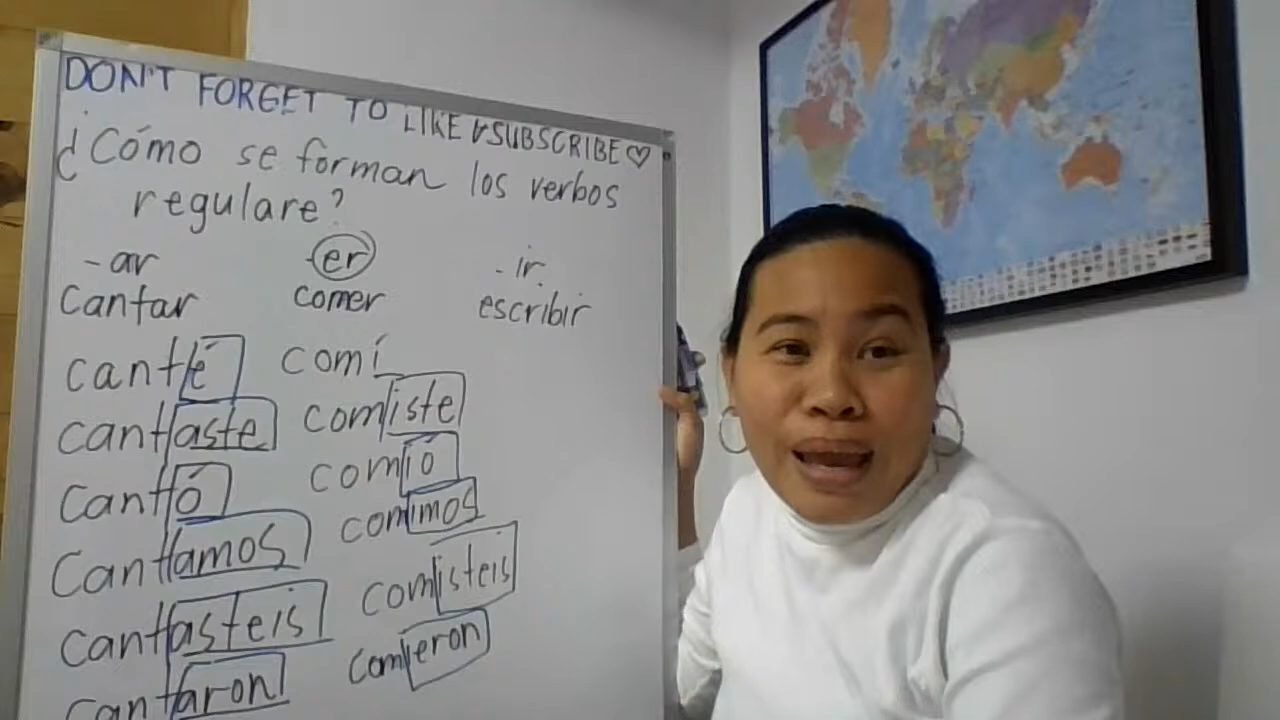 DON'T FORGET TO LIKE & SUBSCRIBE ♡
¿Cómo se forman los verbos
regulare?
-ar -er -ir
cantar comer escribir
canté comí
cantaste comiste
cantó comió
cantamos comimos
cantasteis comisteis
cantaron comieron